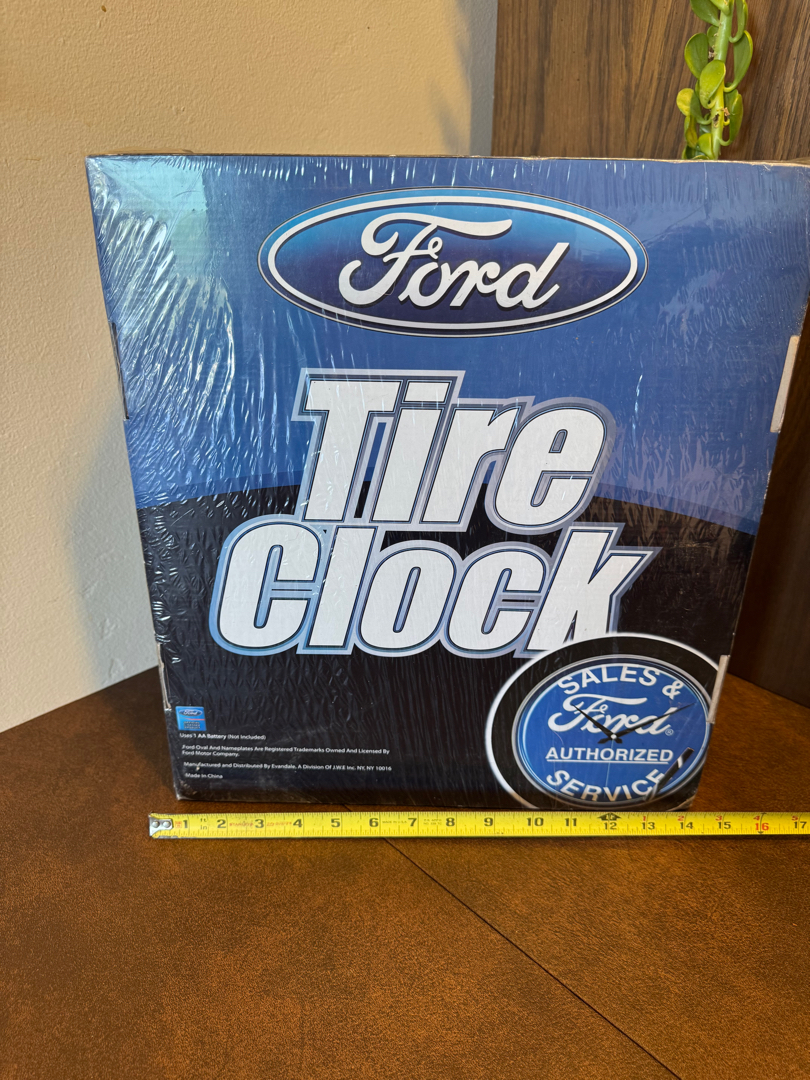 Ford
Tire
Clock
SALES &
Ford®
AUTHORIZED
SERVICE
Ford
Uses 1 AA Battery (Not Included)
Ford Oval And Nameplates Are Registered Trademarks Owned And Licensed By
Ford Motor Company.
Manufactured and Distributed By Evandale, A Division Of J.W.E Inc. NY, NY 10016
Made In China
1 2 3 4 5 6 7 8 9 10 11 12 13 14 15 16 17